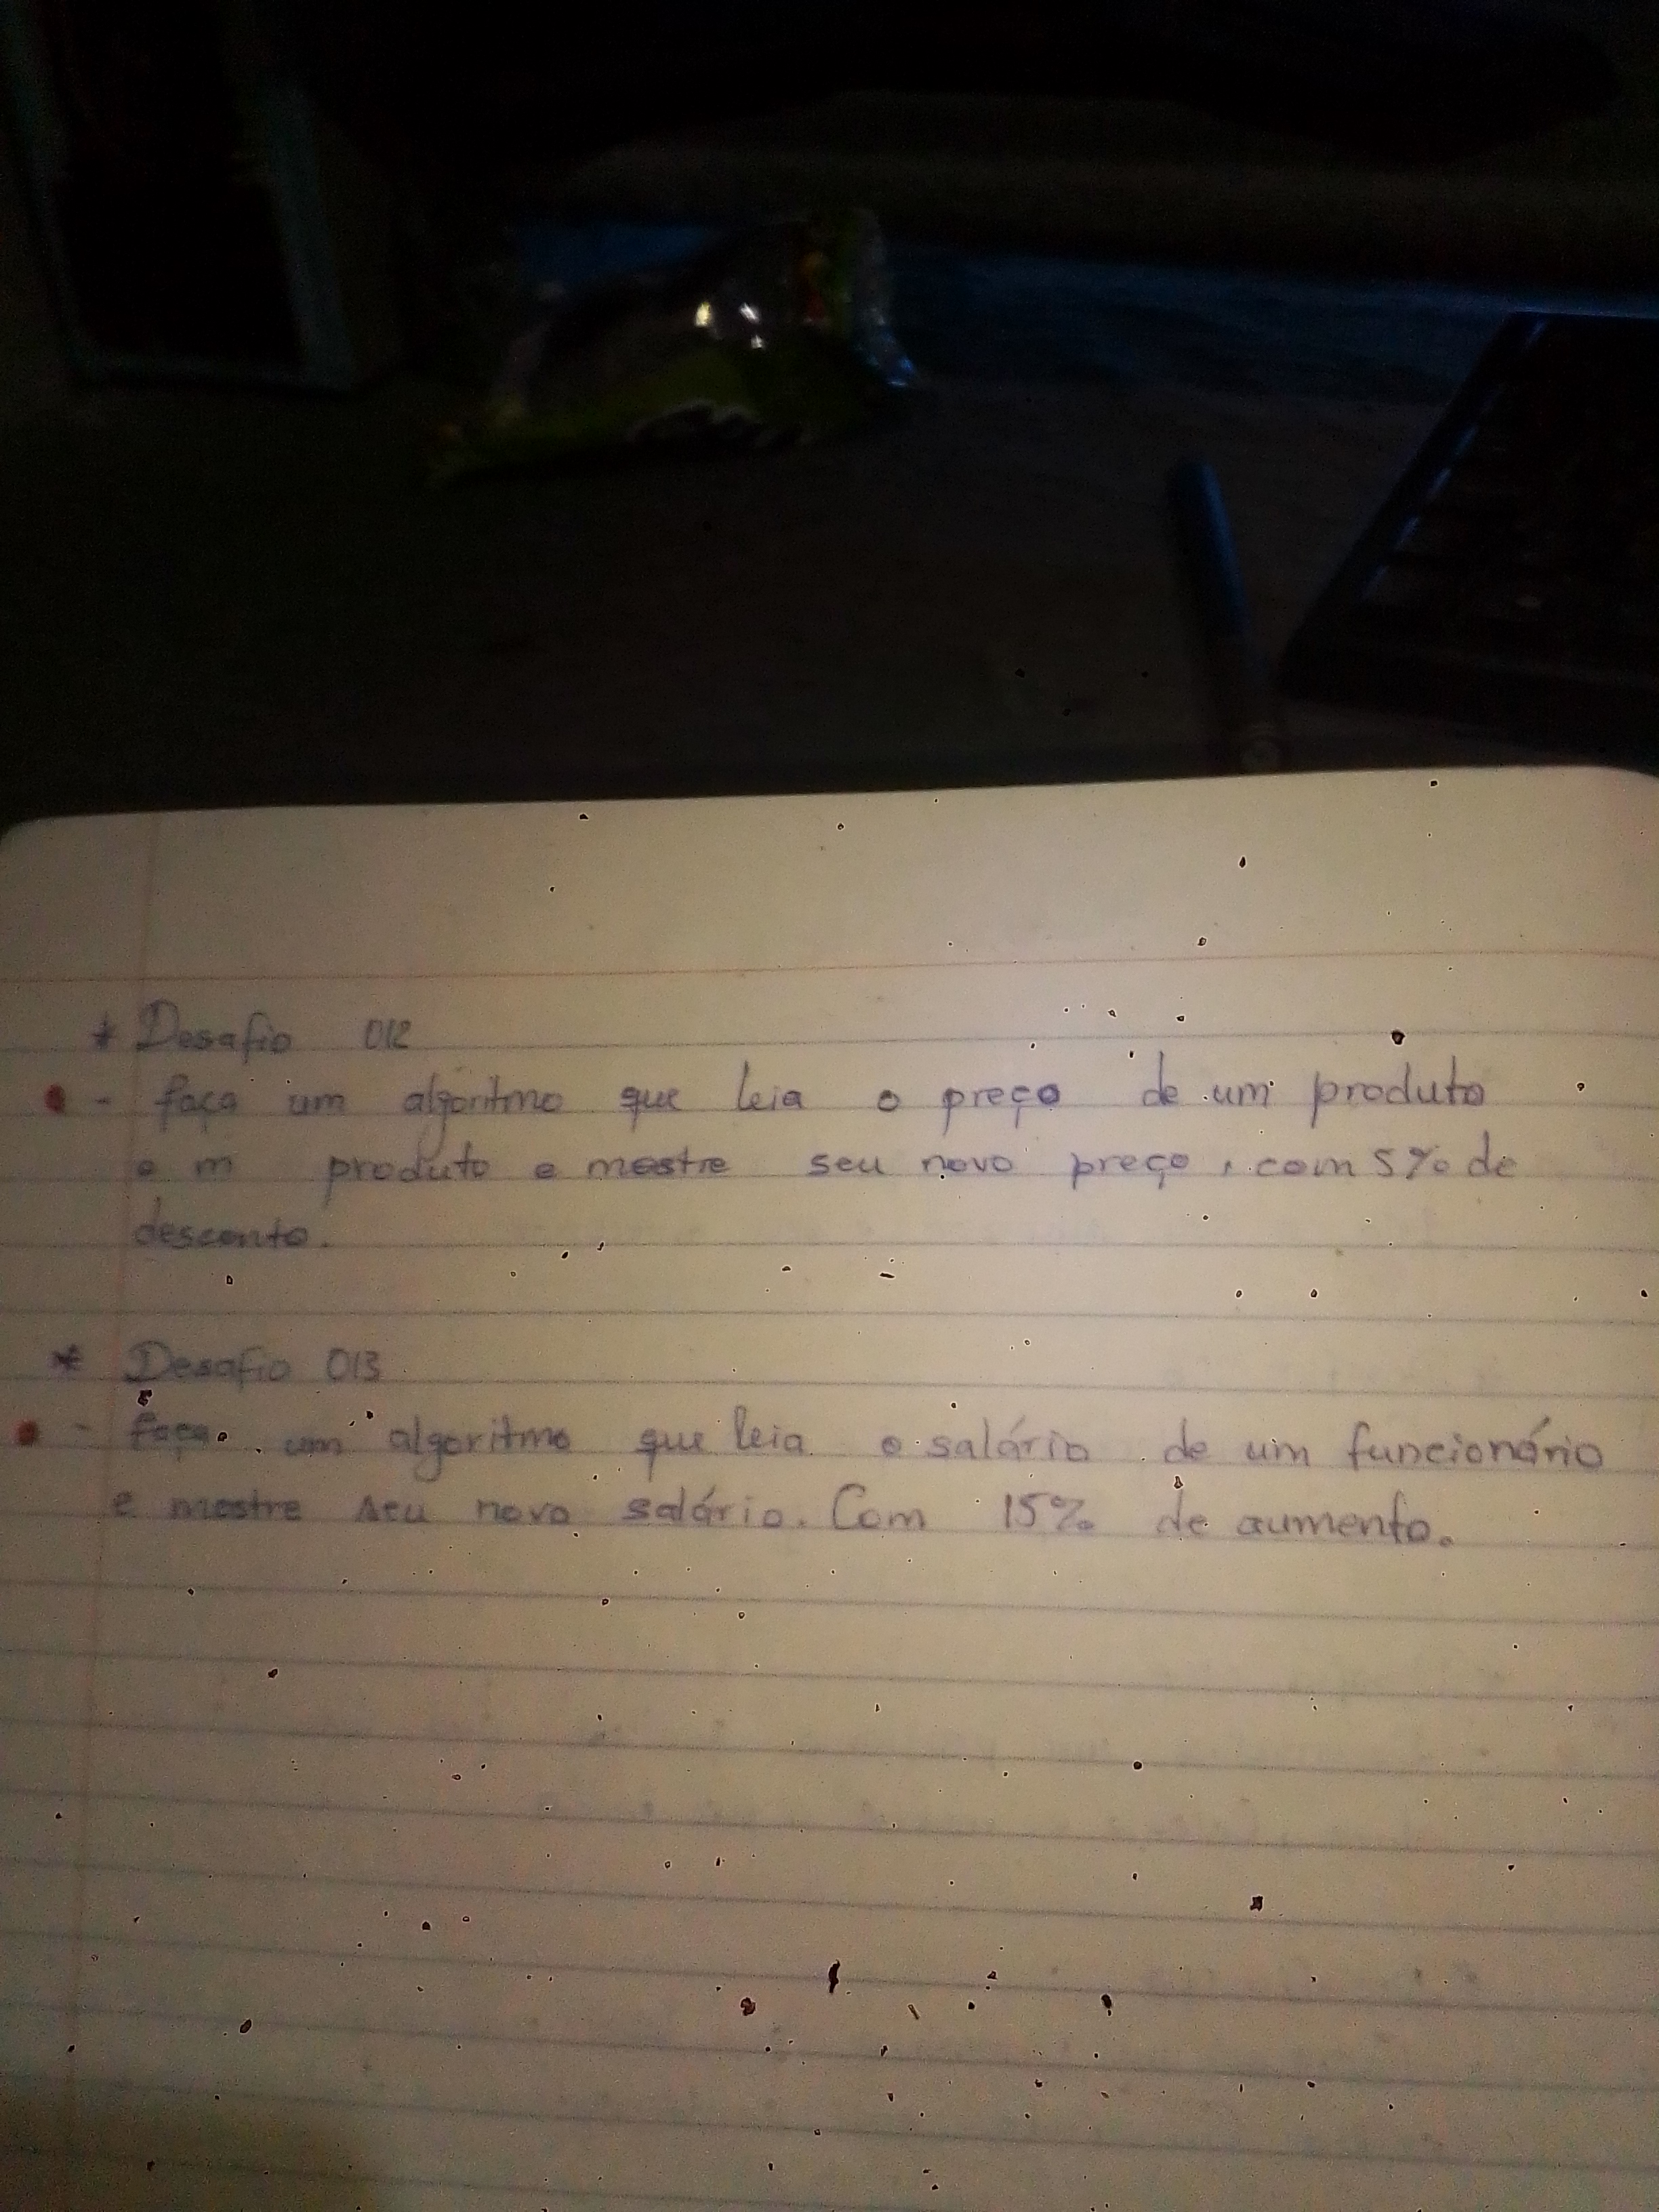 * Desafio 012
- faça um algoritmo que leia o preço de um produto
e m produto e mostre seu novo preço, com 5% de
desconto.
* Desafio 013
- faça um algoritmo que leia o salário de um funcionário
e mostre seu novo salário. Com 15% de aumento.